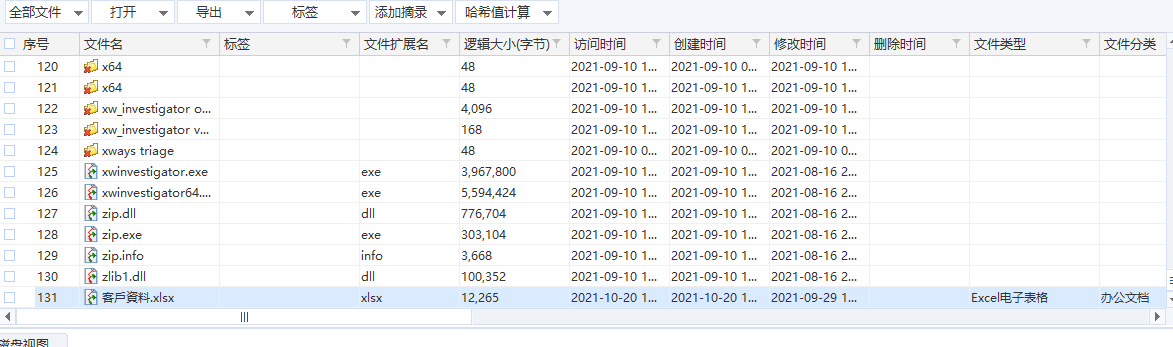 全部文件 打开 导出 标签 添加摘录 哈希值计算
序号 文件名 标签 文件扩展名 逻辑大小(字节) 访问时间 创建时间 修改时间 删除时间 文件类型 文件分类
120 x64 48 2021-09-10 1... 2021-09-10 0... 2021-09-10 1...
121 x64 48 2021-09-10 1... 2021-09-10 0... 2021-09-10 1...
122 xw_investigator o... 4,096 2021-09-10 1... 2021-09-10 1... 2021-09-10 1...
123 xw_investigator v... 168 2021-09-10 1... 2021-09-10 1... 2021-09-10 1...
124 xways triage 48 2021-09-10 0... 2021-09-10 0... 2021-09-10 0...
125 xwinvestigator.exe exe 3,967,800 2021-09-10 1... 2021-09-10 1... 2021-08-16 2...
126 xwinvestigator64.... exe 5,594,424 2021-09-10 1... 2021-09-10 1... 2021-08-16 2...
127 zip.dll dll 776,704 2021-09-10 1... 2021-09-10 1... 2021-08-16 2...
128 zip.exe exe 303,104 2021-09-10 1... 2021-09-10 1... 2021-08-16 2...
129 zip.info info 3,668 2021-09-10 1... 2021-09-10 1... 2021-08-16 2...
130 zlib1.dll dll 100,352 2021-09-10 1... 2021-09-10 1... 2021-08-16 2...
131 客戶資料.xlsx xlsx 12,265 2021-10-20 1... 2021-10-20 1... 2021-09-29 1... Excel电子表格 办公文档
磁盘视图